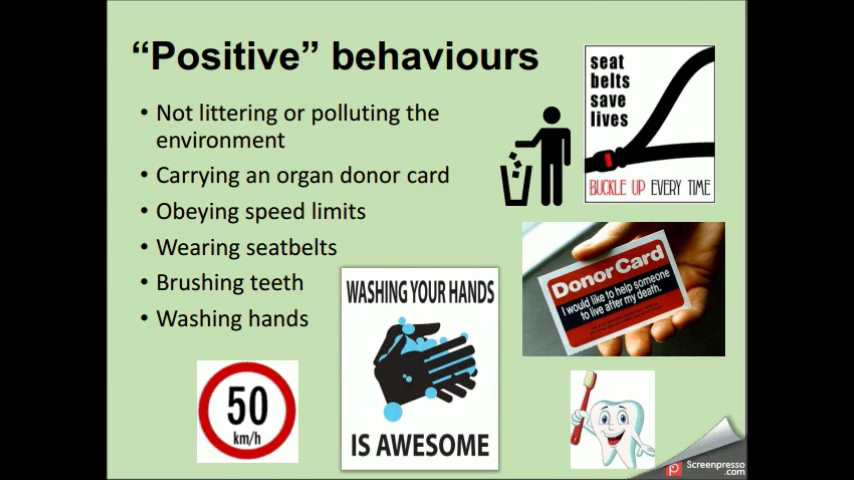 “Positive” behaviours
• Not littering or polluting the
environment
• Carrying an organ donor card
• Obeying speed limits
• Wearing seatbelts
• Brushing teeth
• Washing hands
seat
belts
save
lives
BUCKLE UP EVERY TIME
Donor Card
I would like to help someone
to live after my death.
WASHING YOUR HANDS
IS AWESOME
50
km/h
Screenpresso
.com